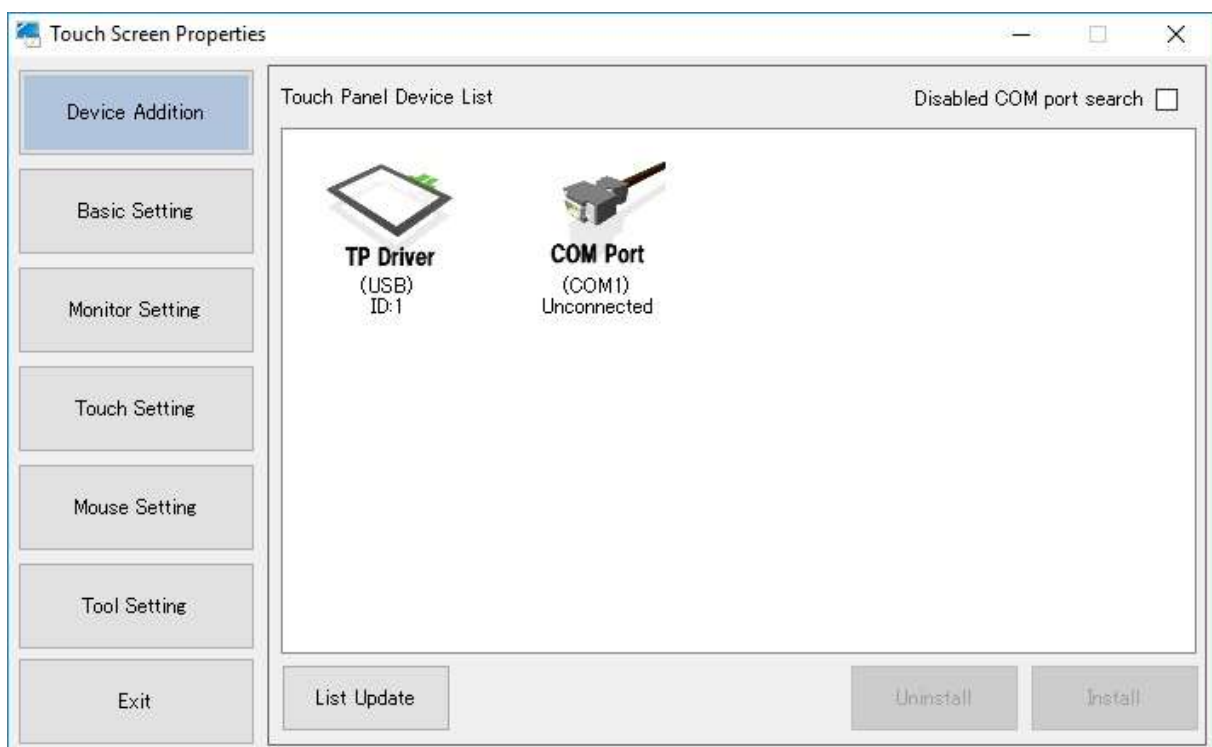 Touch Screen Properties
Device Addition
Basic Setting
Monitor Setting
Touch Setting
Mouse Setting
Tool Setting
Exit
Touch Panel Device List
Disabled COM port search
TP Driver
(USB)
ID:1
COM Port
(COM1)
Unconnected
List Update
Uninstall
Install